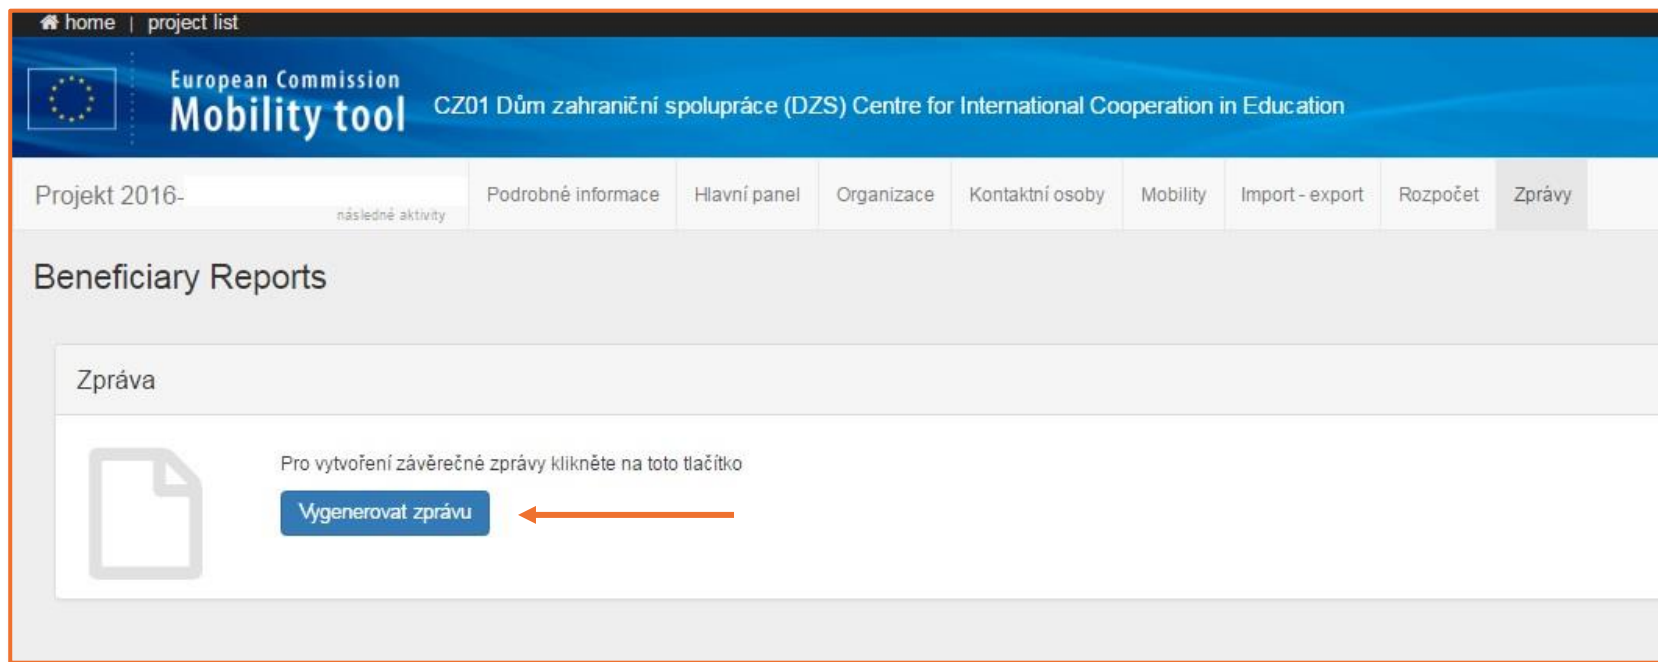 home | project list
European Commission
Mobility tool
CZ01 Dům zahraniční spolupráce (DZS) Centre for International Cooperation in Education
Projekt 2016-
následné aktivity
Podrobné informace
Hlavní panel
Organizace
Kontaktní osoby
Mobility
Import - export
Rozpočet
Zprávy
Beneficiary Reports
Zpráva
Pro vytvoření závěrečné zprávy klikněte na toto tlačítko
Vygenerovat zprávu